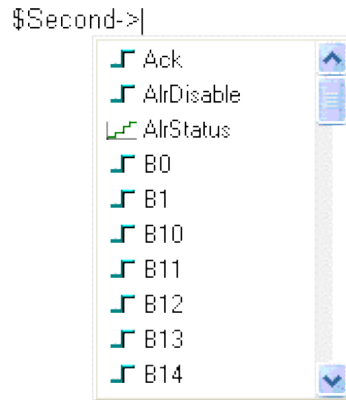 $Second->
Ack
AlrDisable
AlrStatus
B0
B1
B10
B11
B12
B13
B14